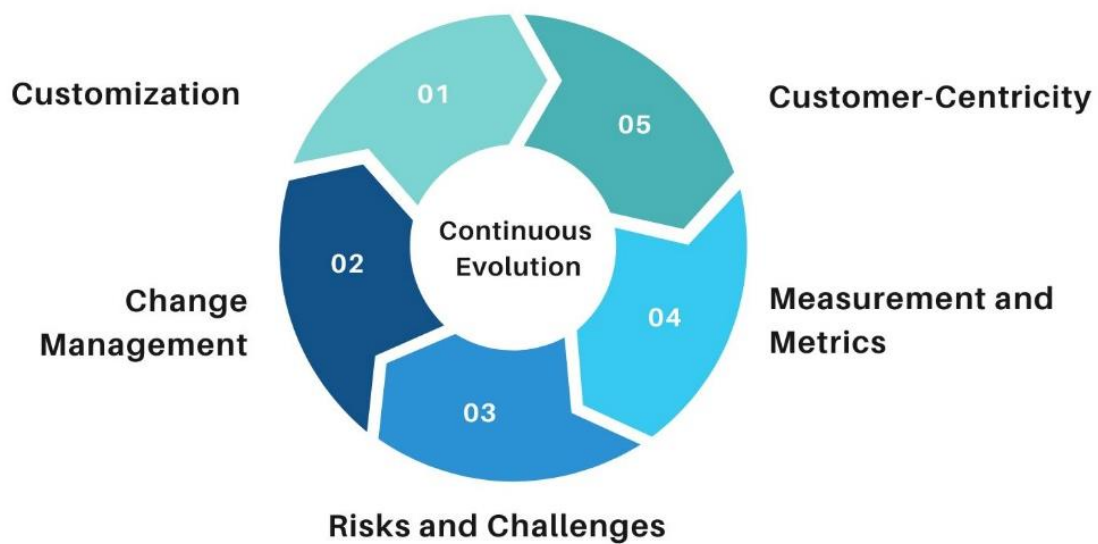 Customization
01
Customer-Centricity
05
Continuous
Evolution
02
Change
Management
04
Measurement and
Metrics
03
Risks and Challenges